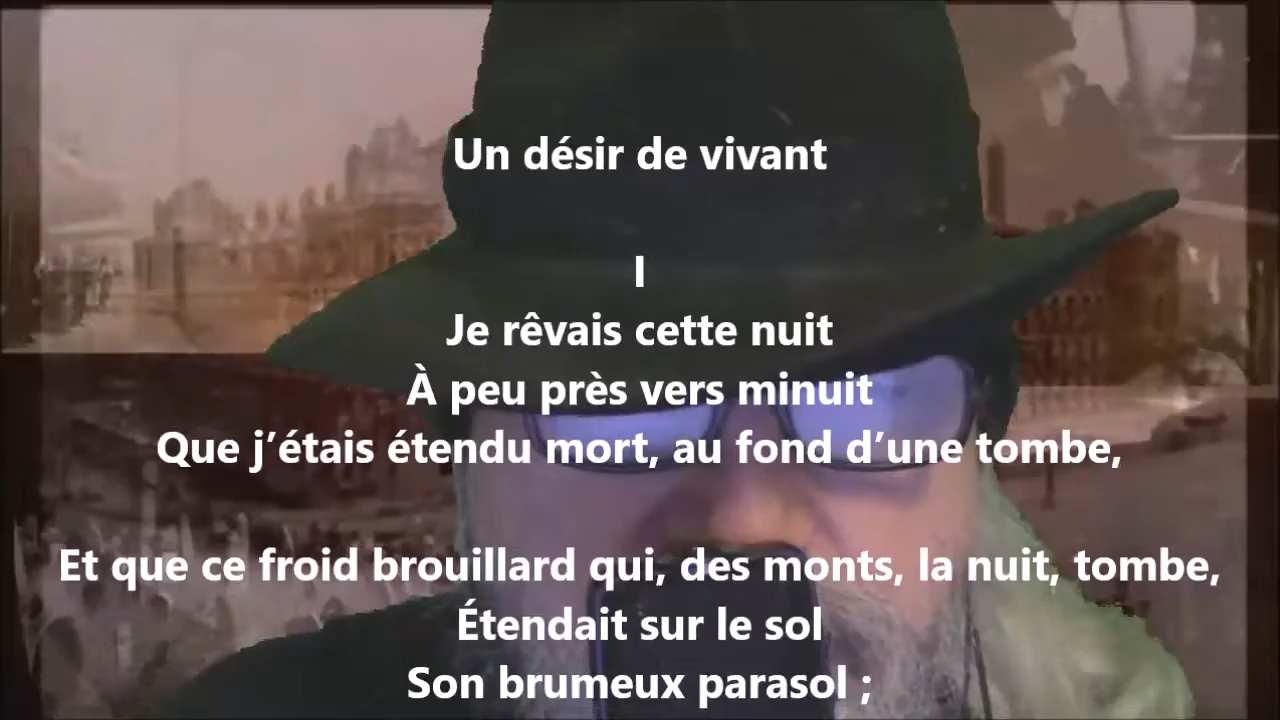 Un désir de vivant
I
Je rêvais cette nuit
À peu près vers minuit
Que j’étais étendu mort, au fond d’une tombe,
Et que ce froid brouillard qui, des monts, la nuit, tombe,
Étendait sur le sol
Son brumeux parasol ;